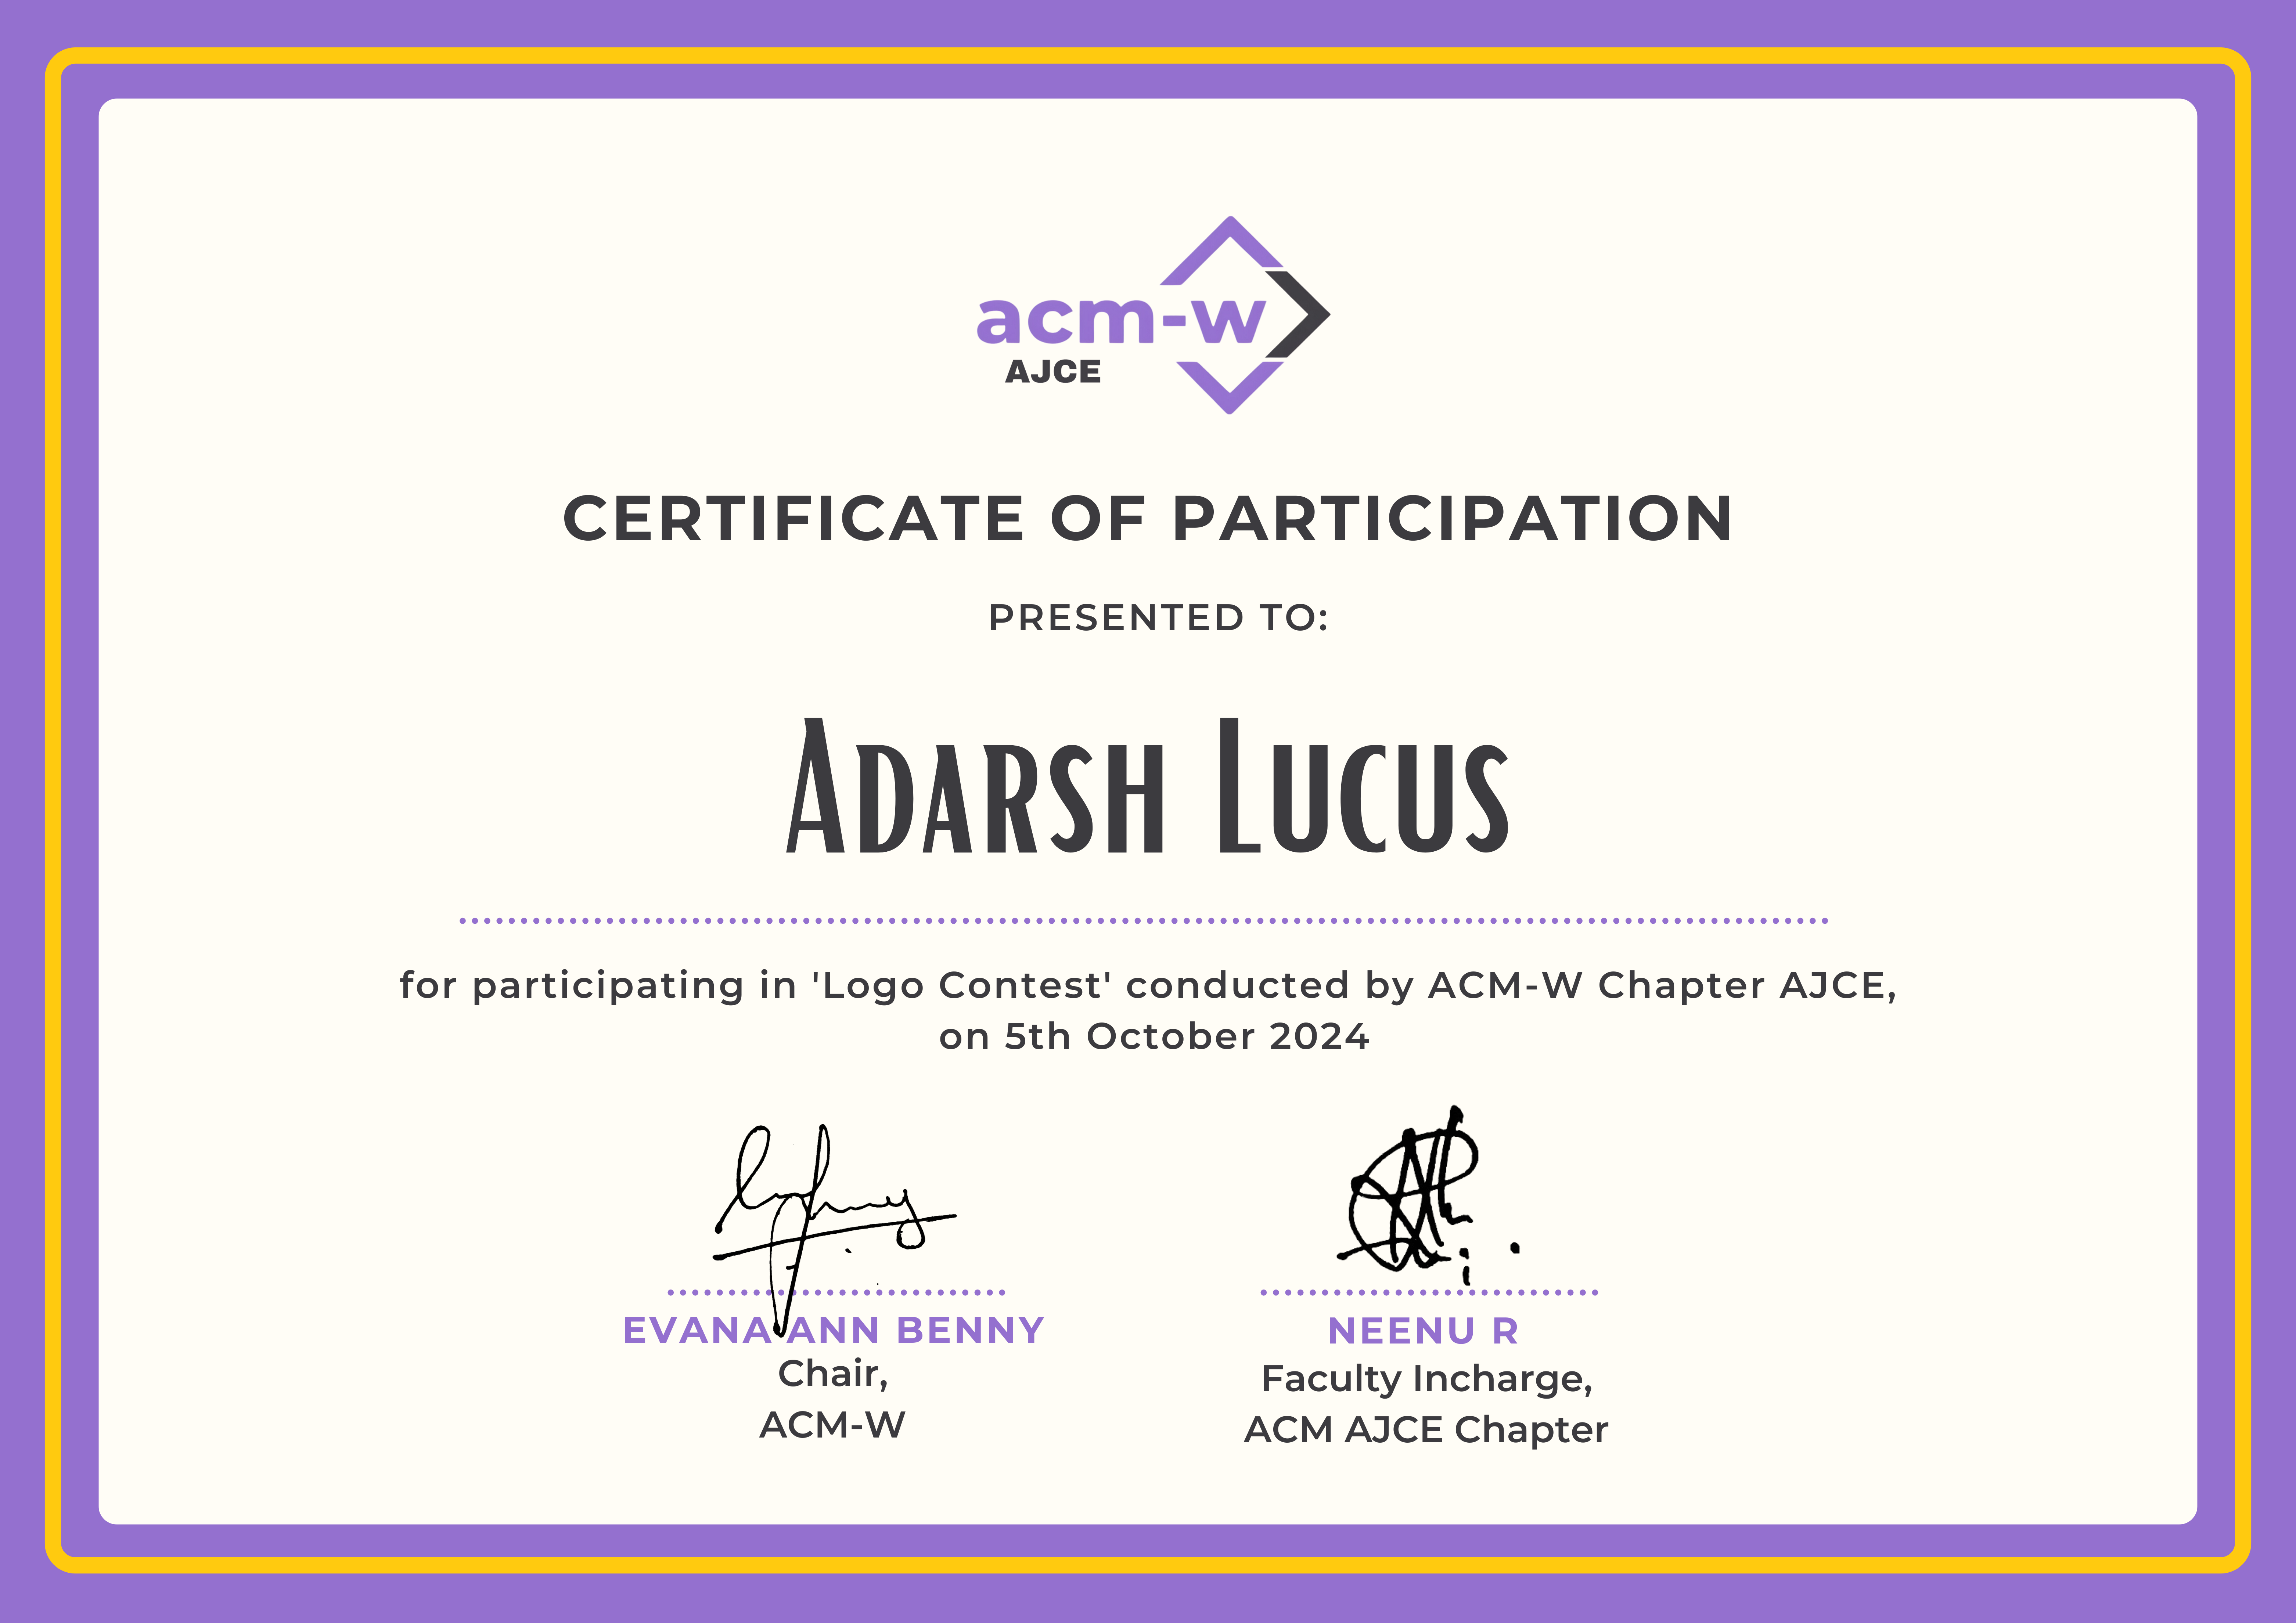 acm-w
AJCE
CERTIFICATE OF PARTICIPATION
PRESENTED TO:
ADARSH LUCUS
for participating in 'Logo Contest' conducted by ACM-W Chapter AJCE,
on 5th October 2024
EVANA ANN BENNY
Chair,
ACM-W
NEENU R
Faculty Incharge,
ACM AJCE Chapter